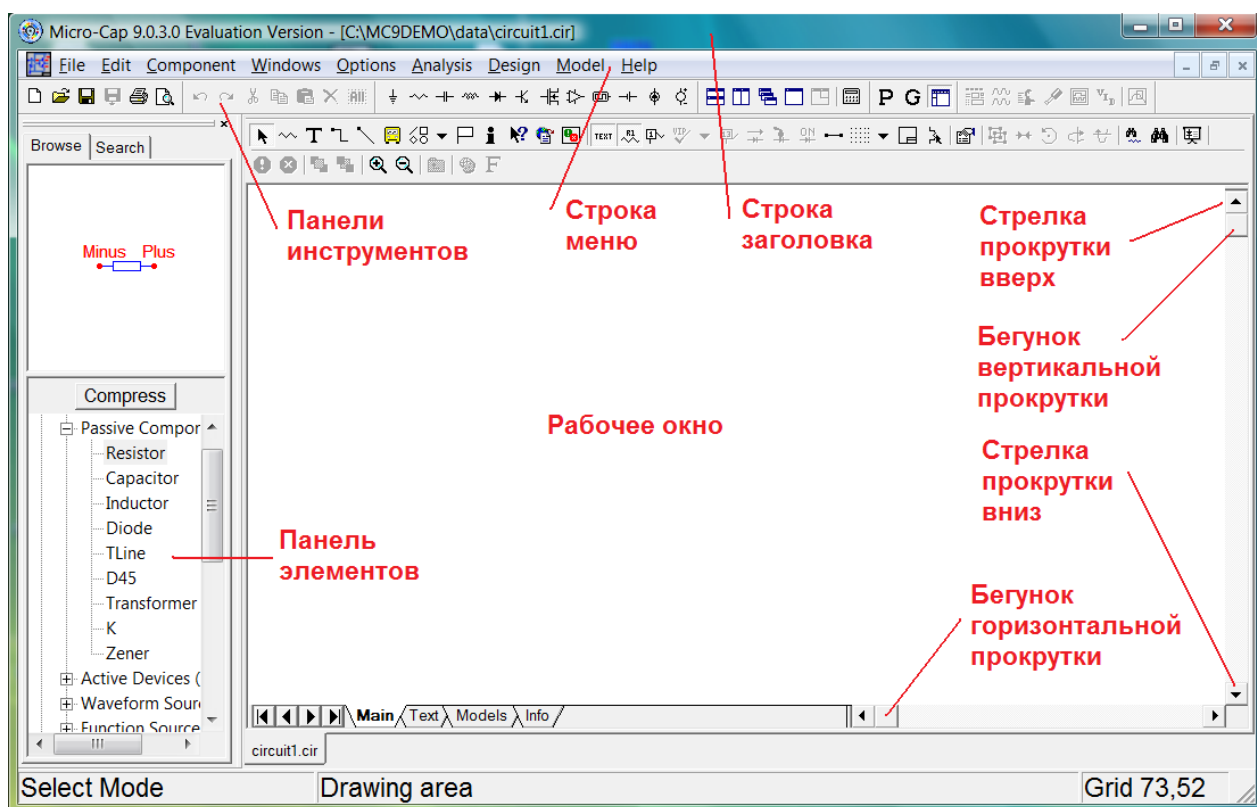 Micro-Cap 9.0.3.0 Evaluation Version - [C:\MC9DEMO\data\circuit1.cir]
File Edit Component Windows Options Analysis Design Model Help
P G
Browse Search
T TEXT
F
Minus Plus
Панели
инструментов
Строка
меню
Строка
заголовка
Стрелка
прокрутки
вверх
Бегунок
вертикальной
прокрутки
Compress
Passive Compor
Resistor
Capacitor
Inductor
Diode
TLine
D45
Transformer
K
Zener
Active Devices (
Waveform Sour
Function Source
Рабочее окно
Стрелка
прокрутки
вниз
Панель
элементов
Бегунок
горизонтальной
прокрутки
Main Text Models Info
circuit1.cir
Select Mode Drawing area Grid 73,52